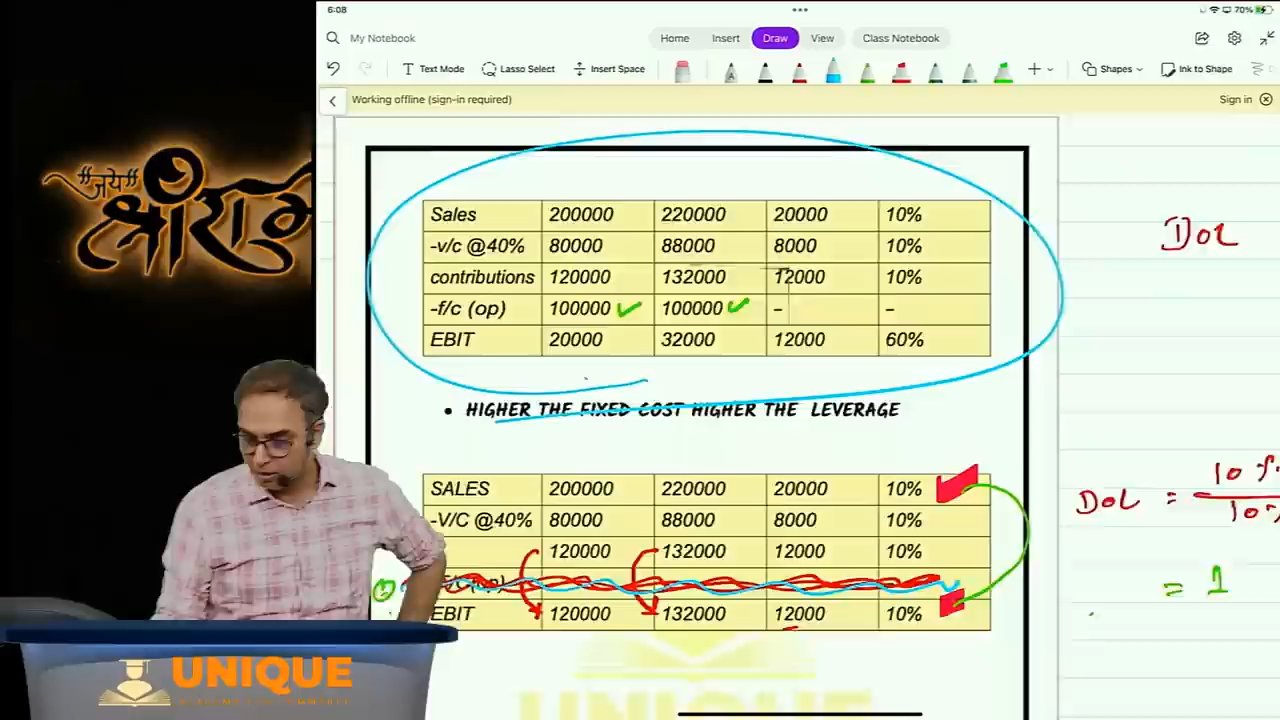 6:08
70%
My Notebook
Home Insert Draw View Class Notebook
Text Mode Lasso Select Insert Space Shapes Ink to Shape
Working offline (sign-in required) Sign in
#जय#
श्रीराम
Sales 200000 220000 20000 10%
-v/c @40% 80000 88000 8000 10%
contributions 120000 132000 12000 10%
-f/c (op) 100000 100000 - -
EBIT 20000 32000 12000 60%
• HIGHER THE FIXED COST HIGHER THE LEVERAGE
SALES 200000 220000 20000 10%
-V/C @40% 80000 88000 8000 10%
120000 132000 12000 10%
EBIT 120000 132000 12000 10%
DOL
DOL =
= 1
UNIQUE
UNIQUE